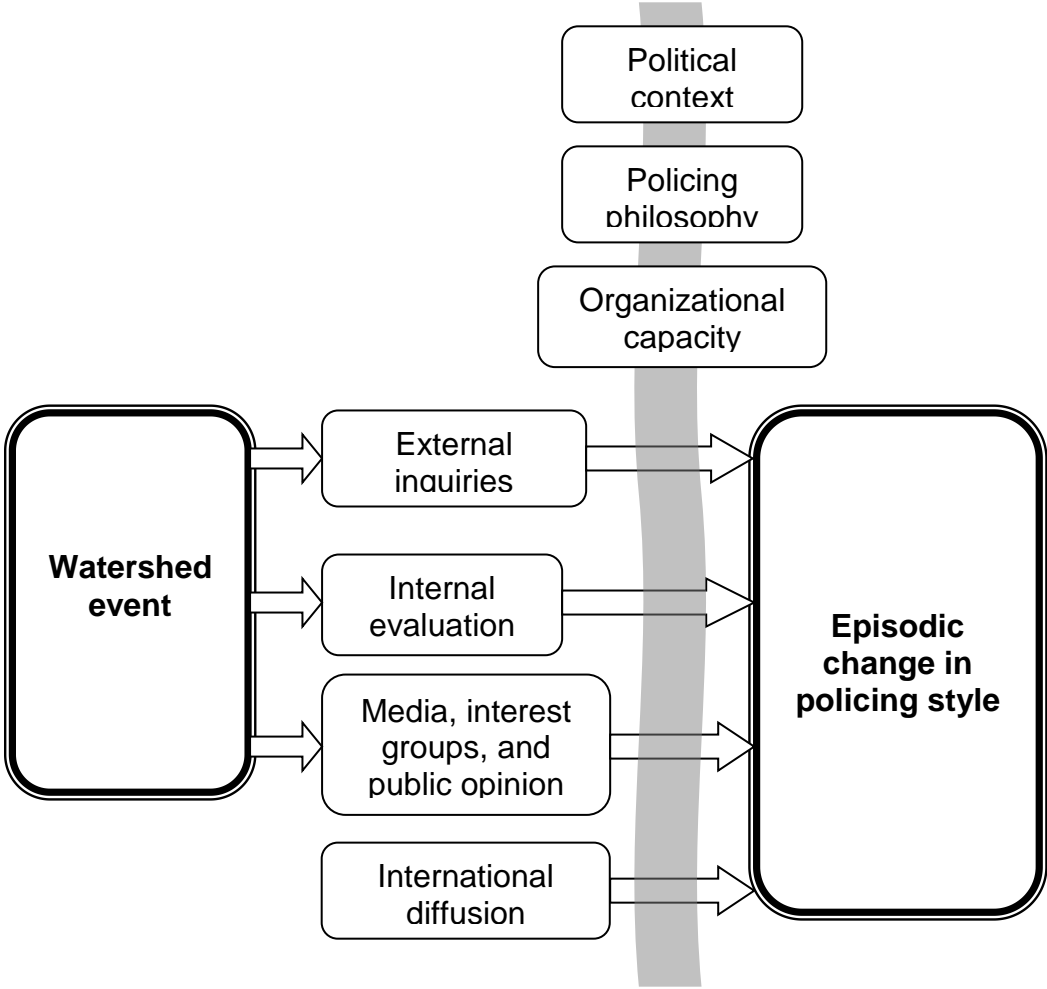 Political
context
Policing
philosophy
Organizational
capacity
External
inquiries
Watershed
event
Internal
evaluation
Episodic
change in
policing style
Media, interest
groups, and
public opinion
International
diffusion